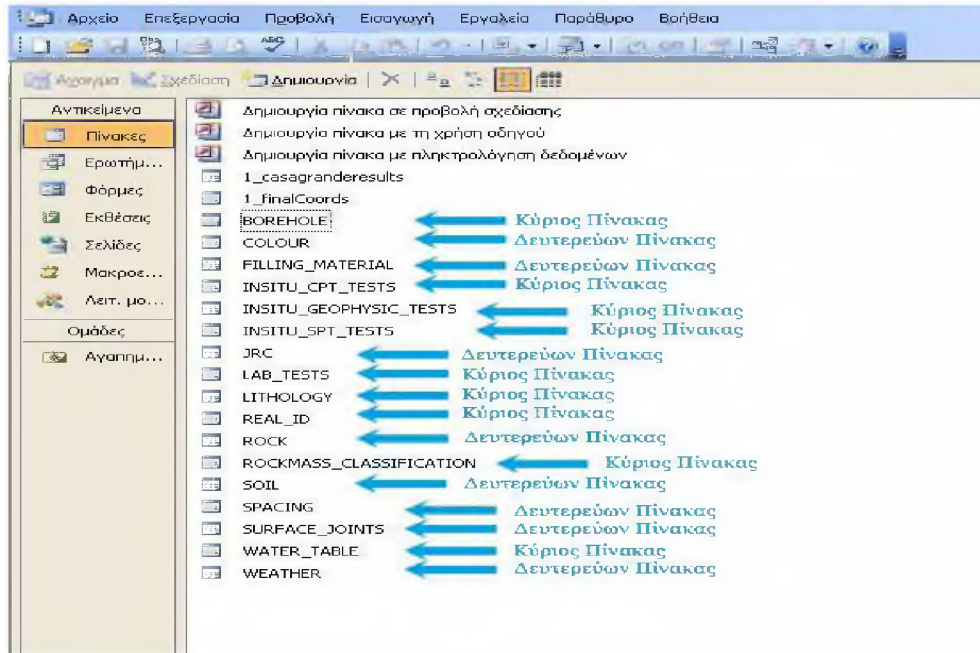 Αρχείο Επεξεργασία Προβολή Εισαγωγή Εργαλεία Παράθυρο Βοήθεια
Άνοιγμα Σχεδίαση Δημιουργία
Αντικείμενα
Πίνακες
Ερωτήμ...
Φόρμες
Εκθέσεις
Σελίδες
Μακροε...
Λειτ. μο...
Ομάδες
Αγαπημ...
Δημιουργία πίνακα σε προβολή σχεδίασης
Δημιουργία πίνακα με τη χρήση οδηγού
Δημιουργία πίνακα με πληκτρολόγηση δεδομένων
1_casagranderesults
1_finalCoords
BOREHOLE Κύριος Πίνακας
COLOUR Δευτερεύων Πίνακας
FILLING_MATERIAL Δευτερεύων Πίνακας
INSITU_CPT_TESTS Κύριος Πίνακας
INSITU_GEOPHYSIC_TESTS Κύριος Πίνακας
INSITU_SPT_TESTS Κύριος Πίνακας
JRC Δευτερεύων Πίνακας
LAB_TESTS Κύριος Πίνακας
LITHOLOGY Κύριος Πίνακας
REAL_ID Κύριος Πίνακας
ROCK Δευτερεύων Πίνακας
ROCKMASS_CLASSIFICATION Κύριος Πίνακας
SOIL Δευτερεύων Πίνακας
SPACING Δευτερεύων Πίνακας
SURFACE_JOINTS Δευτερεύων Πίνακας
WATER_TABLE Κύριος Πίνακας
WEATHER Δευτερεύων Πίνακας